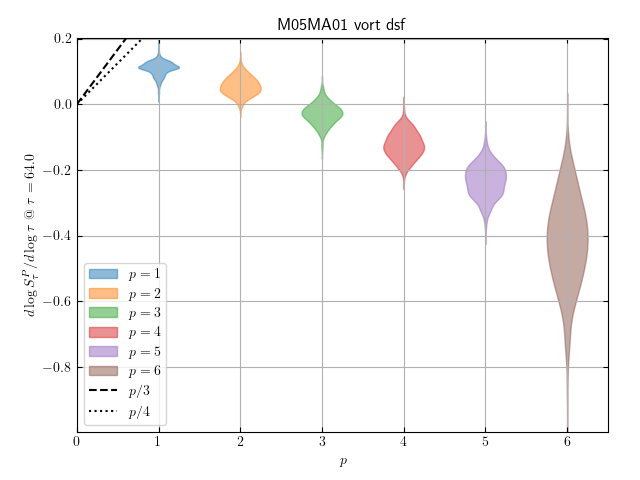 M05MA01 vort dsf
d log S_τ^P / d log τ @ τ = 64.0
0.2
0.0
−0.2
−0.4
−0.6
−0.8
p = 1
p = 2
p = 3
p = 4
p = 5
p = 6
p/3
p/4
0 1 2 3 4 5 6
p